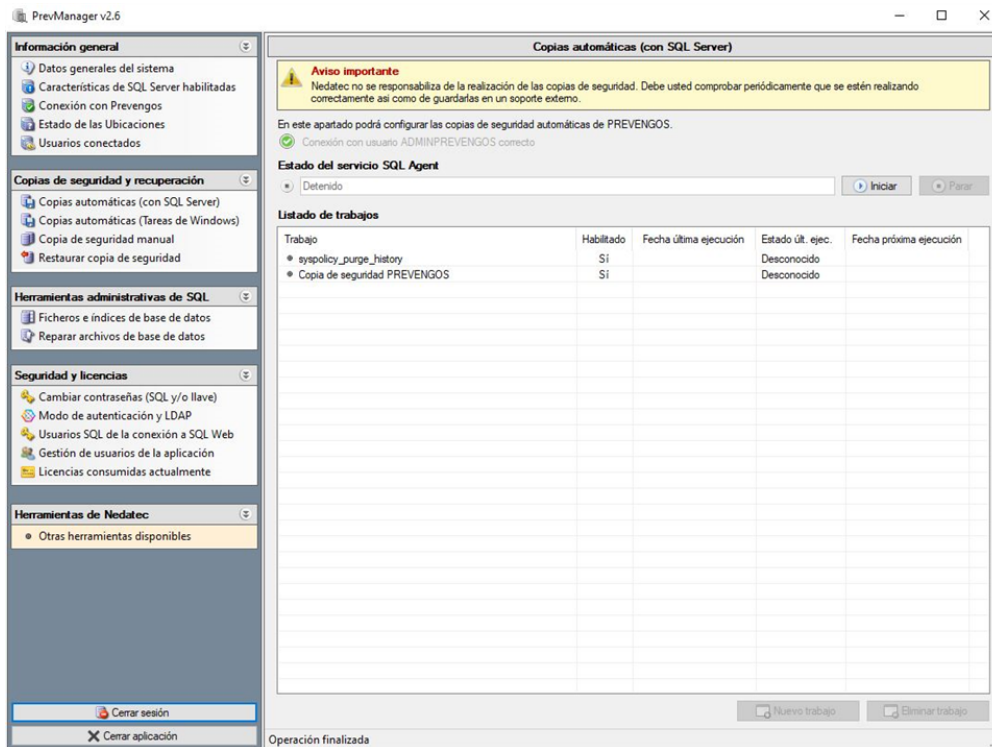 PrevManager v2.6
Información general
Datos generales del sistema
Características de SQL Server habilitadas
Conexión con Prevengos
Estado de las Ubicaciones
Usuarios conectados
Copias de seguridad y recuperación
Copias automáticas (con SQL Server)
Copias automáticas (Tareas de Windows)
Copia de seguridad manual
Restaurar copia de seguridad
Herramientas administrativas de SQL
Ficheros e índices de base de datos
Reparar archivos de base de datos
Seguridad y licencias
Cambiar contraseñas (SQL y/o llave)
Modo de autenticación y LDAP
Usuarios SQL de la conexión a SQL Web
Gestión de usuarios de la aplicación
Licencias consumidas actualmente
Herramientas de Nedatec
Otras herramientas disponibles
Cerrar sesión
Cerrar aplicación
Copias automáticas (con SQL Server)
Aviso importante
Nedatec no se responsabiliza de la realización de las copias de seguridad. Debe usted comprobar periódicamente que se estén realizando
correctamente asi como de guardarlas en un soporte externo.
En este apartado podrá configurar las copias de seguridad automáticas de PREVENGOS.
Conexión con usuario ADMINPREVENGOS correcto
Estado del servicio SQL Agent
Detenido Iniciar Parar
Listado de trabajos
Trabajo Habilitado Fecha última ejecución Estado últ. ejec. Fecha próxima ejecución
syspolicy_purge_history Sí Desconocido
Copia de seguridad PREVENGOS Sí Desconocido
Nuevo trabajo Eliminar trabajo
Operación finalizada